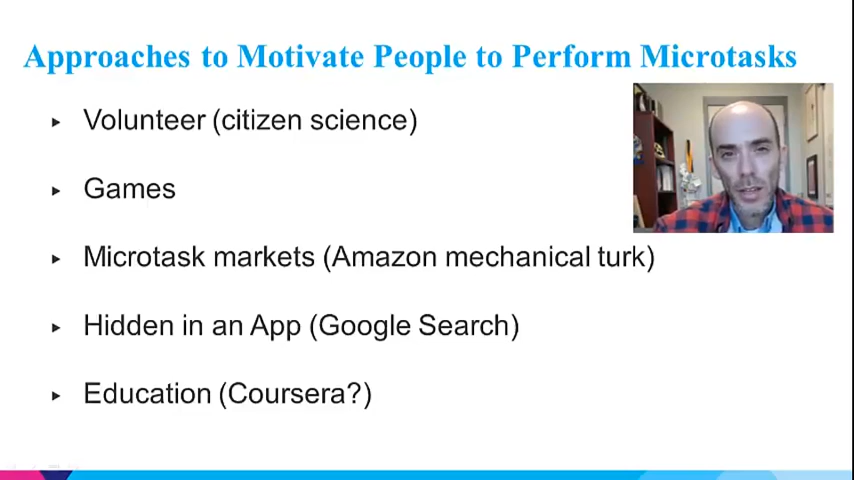 Approaches to Motivate People to Perform Microtasks
Volunteer (citizen science)
Games
Microtask markets (Amazon mechanical turk)
Hidden in an App (Google Search)
Education (Coursera?)